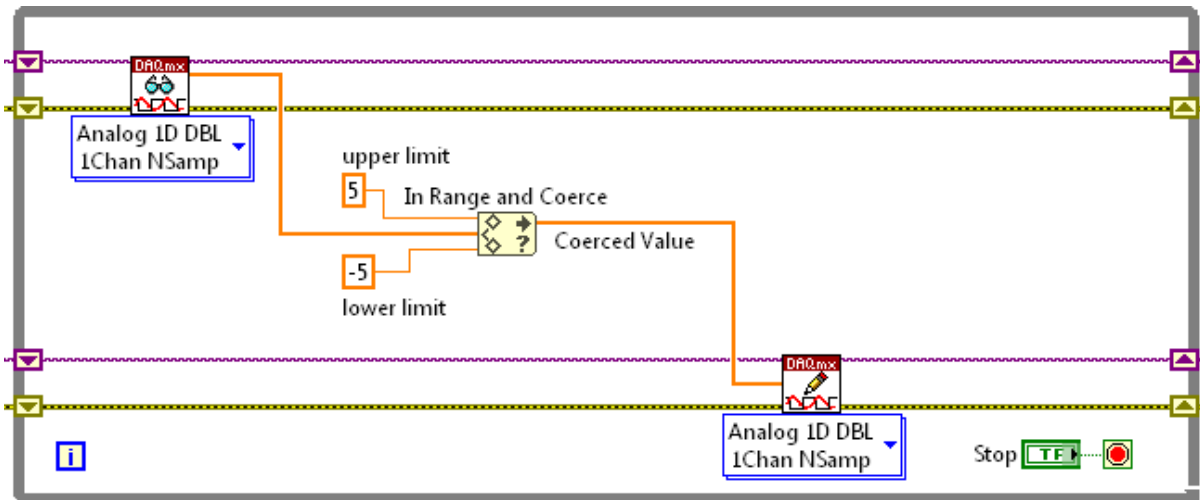 DAQmx
Analog 1D DBL
1Chan NSamp
upper limit
5
In Range and Coerce
?
Coerced Value
-5
lower limit
DAQmx
Analog 1D DBL
1Chan NSamp
i
Stop TF